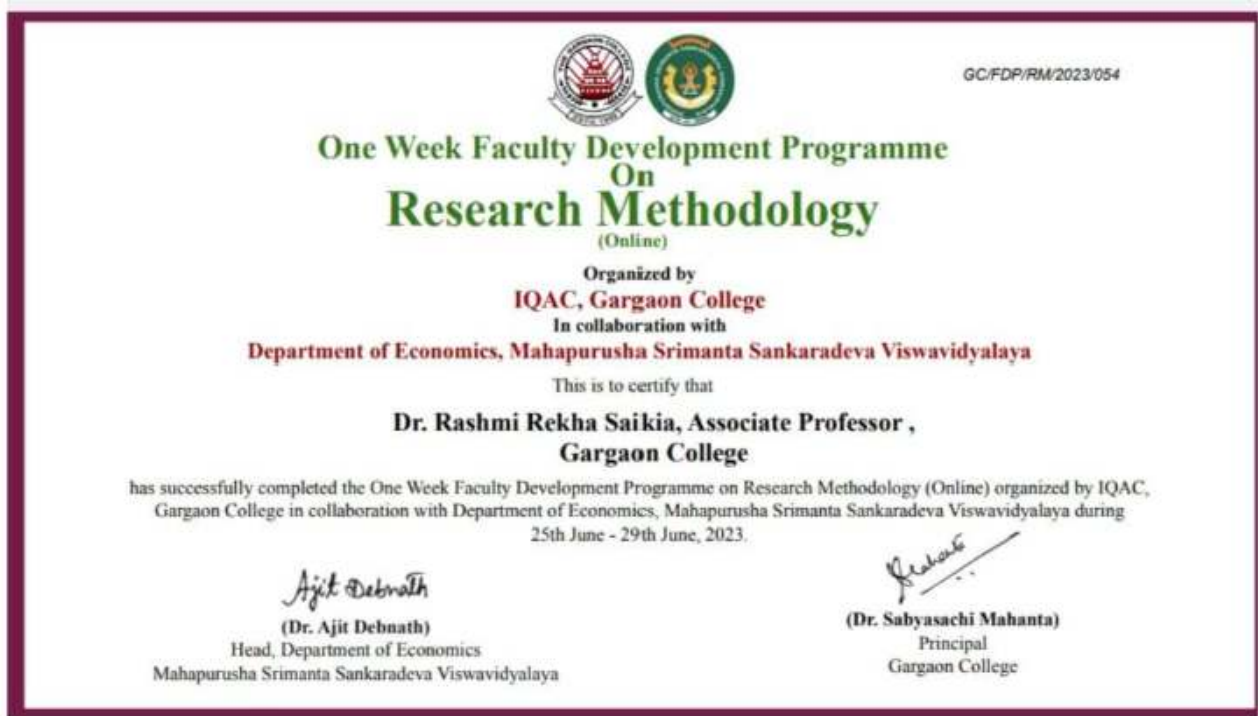 GC/FDP/RM/2023/054
One Week Faculty Development Programme
On
Research Methodology
(Online)
Organized by
IQAC, Gargaon College
In collaboration with
Department of Economics, Mahapurusha Srimanta Sankaradeva Viswavidyalaya
This is to certify that
Dr. Rashmi Rekha Saikia, Associate Professor ,
Gargaon College
has successfully completed the One Week Faculty Development Programme on Research Methodology (Online) organized by IQAC,
Gargaon College in collaboration with Department of Economics, Mahapurusha Srimanta Sankaradeva Viswavidyalaya during
25th June - 29th June, 2023.
Ajit Debnath
(Dr. Ajit Debnath)
Head, Department of Economics
Mahapurusha Srimanta Sankaradeva Viswavidyalaya
(Dr. Sabyasachi Mahanta)
Principal
Gargaon College